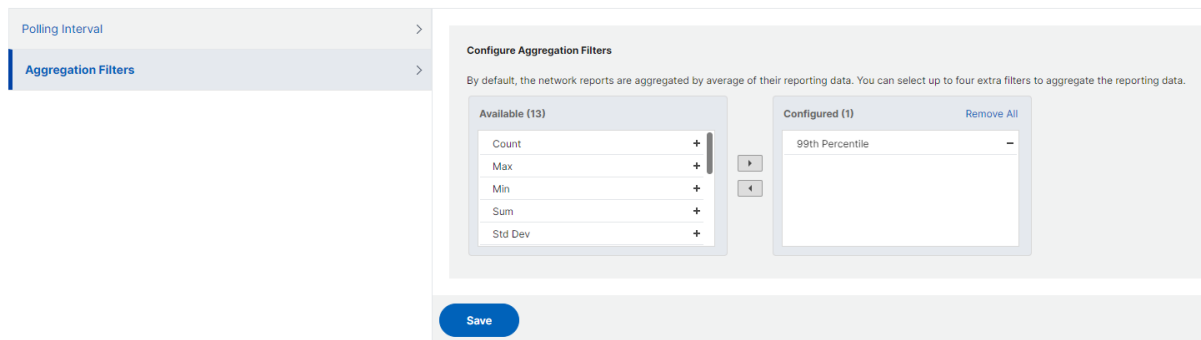 Polling Interval
Aggregation Filters
Configure Aggregation Filters
By default, the network reports are aggregated by average of their reporting data. You can select up to four extra filters to aggregate the reporting data.
Available (13)
Count
Max
Min
Sum
Std Dev
Configured (1)
Remove All
99th Percentile
Save